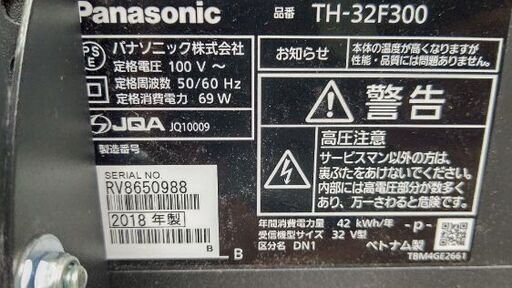 Panasonic 品番 TH-32F300
PS E
パナソニック株式会社
定格電圧 100 V~
定格周波数 50/60 Hz
定格消費電力 69 W
お知らせ
本体の温度が高くなりますが
性能・品質には問題ありません。
JQA JQ10009
警告
高圧注意
サービスマン以外の方は、
裏ぶたをあけないでください。
内部には高電圧部分が数多く
あり、万一さわると危険です。
製造番号
SERIAL NO.
RV8650988
2018 年製
B
B
年間消費電力量 42 kWh/年
受信機型サイズ 32 V型
区分名 DN1
-p-
ベトナム製
TBM4GE2661